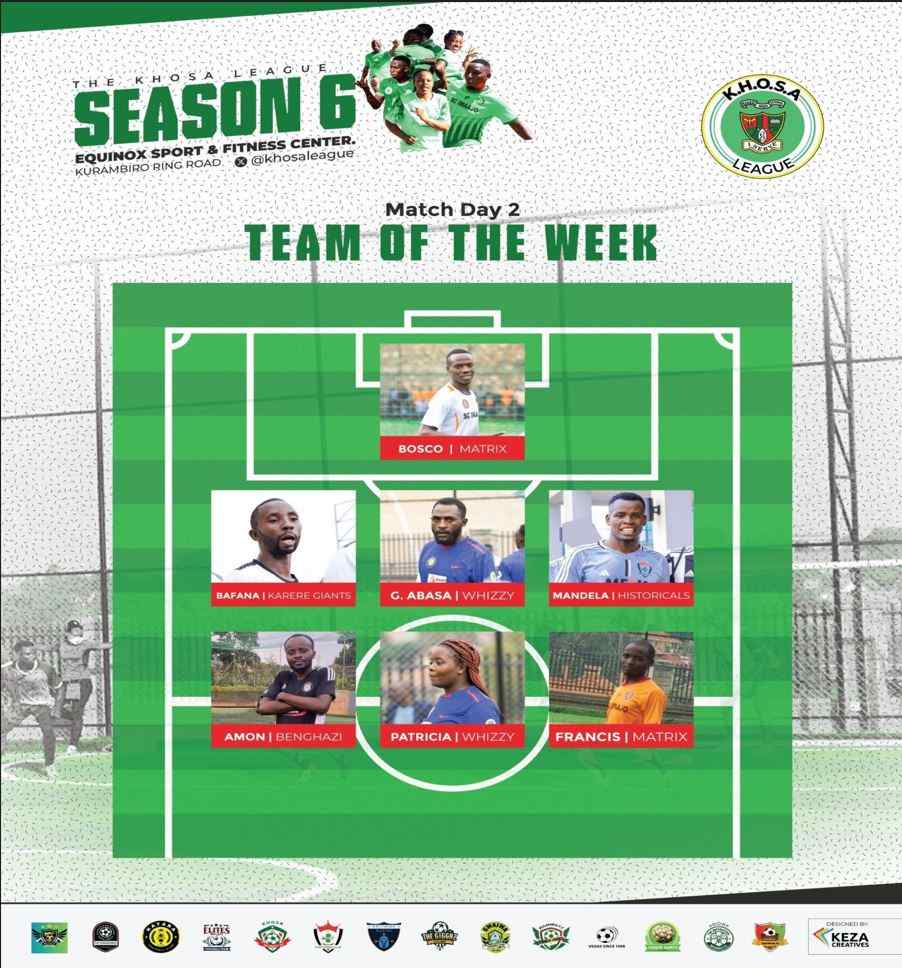 THE KHOSA LEAGUE
SEASON 6
EQUINOX SPORT & FITNESS CENTER.
KURAMBIRO RING ROAD X @khosaleague
K.H.O.S.A
LEAGUE
Match Day 2
TEAM OF THE WEEK
BOSCO | MATRIX
BAFANA | KARERE GIANTS
G. ABASA | WHIZZY
MANDELA | HISTORICALS
AMON | BENGHAZI
PATRICIA | WHIZZY
FRANCIS | MATRIX
ELITES
DESIGNED BY
KEZA
CREATIVES